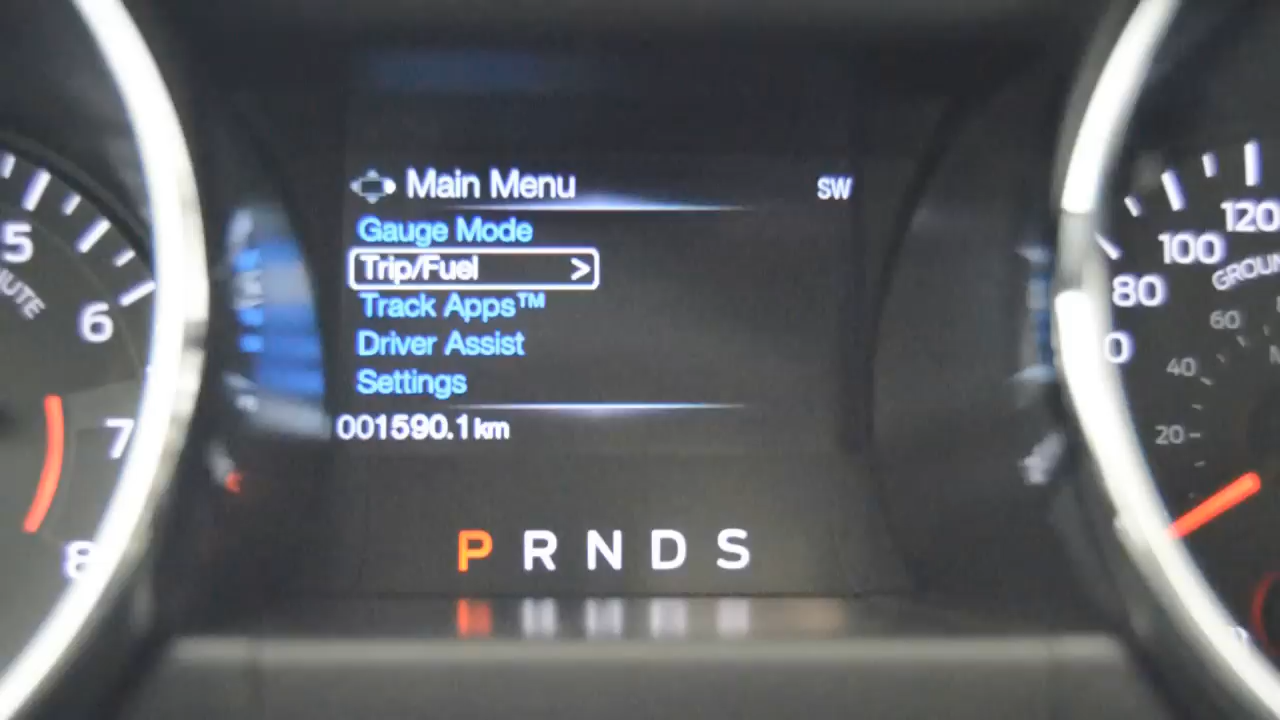 Main Menu SW
Gauge Mode
Trip/Fuel >
Track Apps™
Driver Assist
Settings
001590.1 km
P R N D S
5
6
7
8
120
100
80
60
40
20